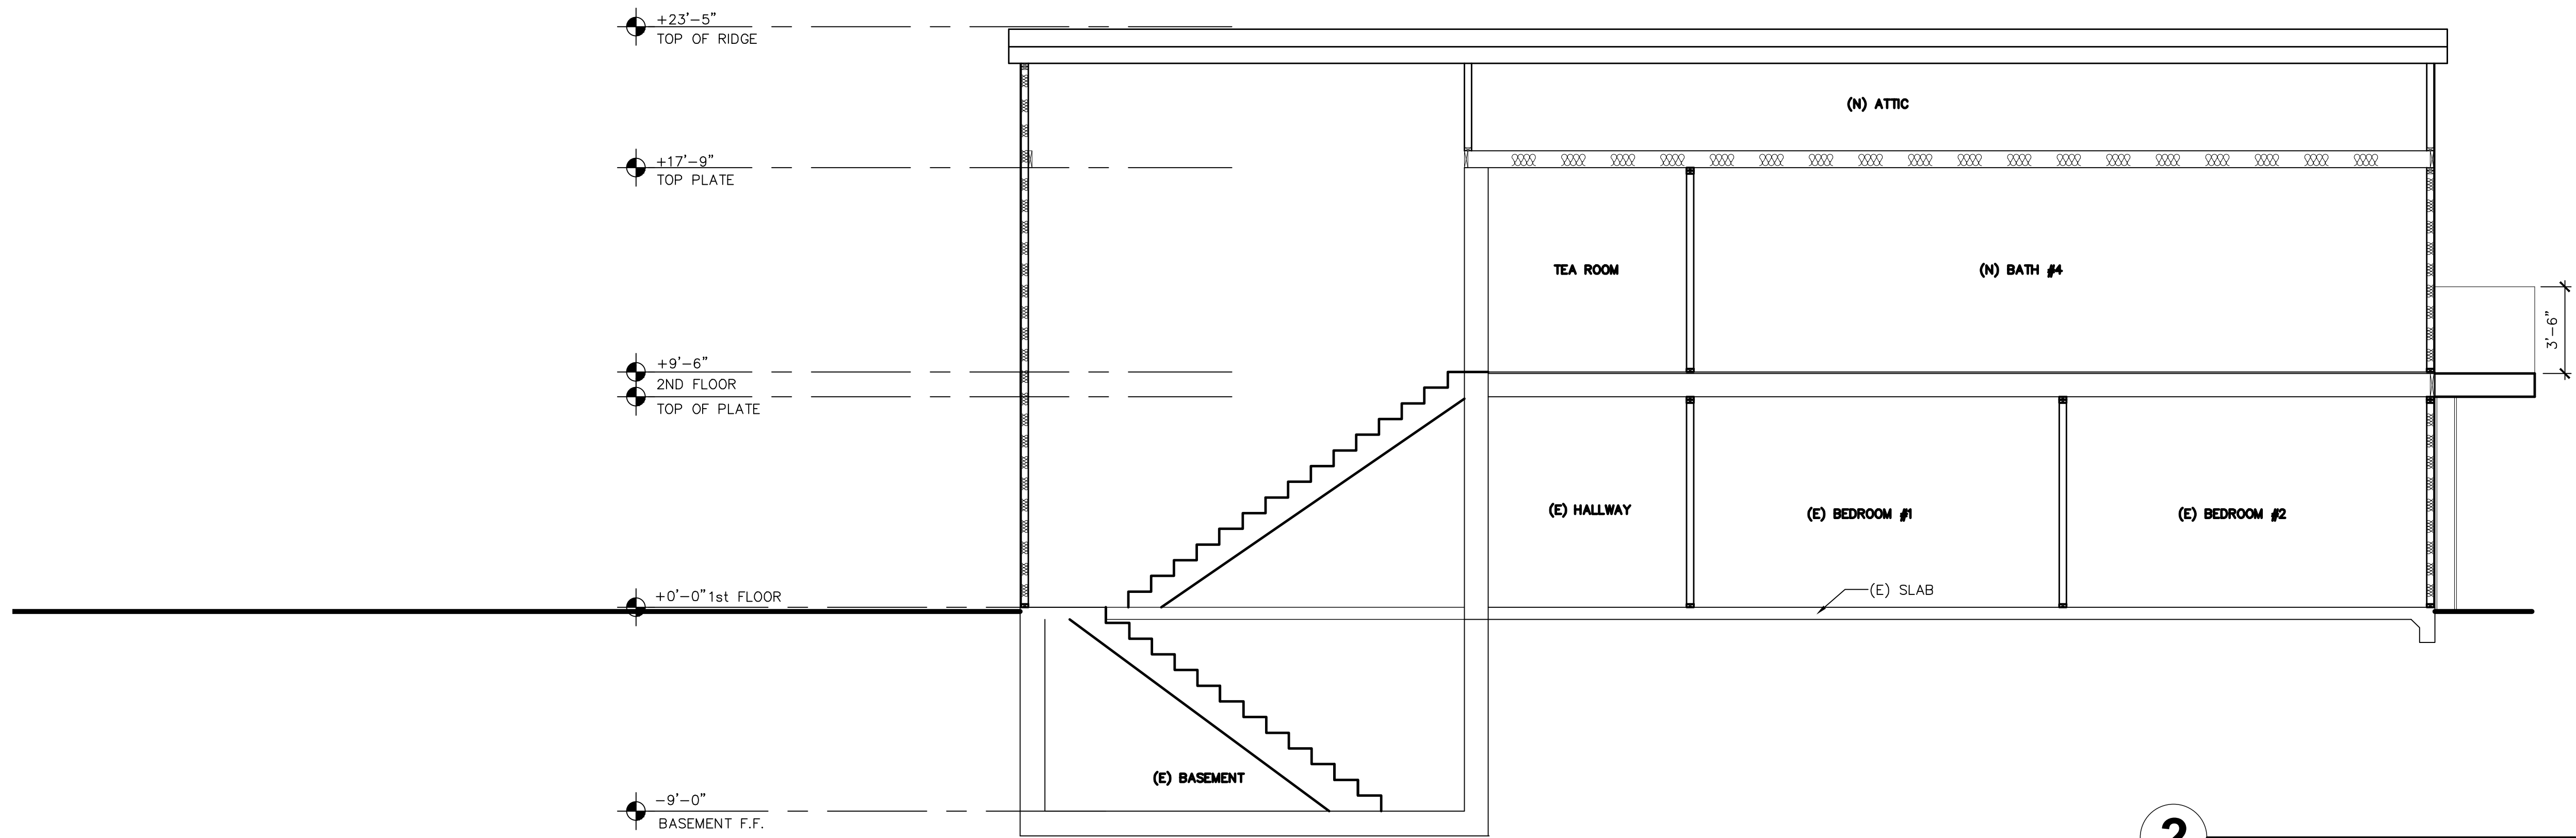 +23'-5"
TOP OF RIDGE
(N) ATTIC
+17'-9"
TOP PLATE
TEA ROOM
(N) BATH #4
3'-6"
+9'-6"
2ND FLOOR
TOP OF PLATE
(E) HALLWAY
(E) BEDROOM #1
(E) BEDROOM #2
+0'-0" 1st FLOOR
(E) SLAB
(E) BASEMENT
-9'-0"
BASEMENT F.F.
2